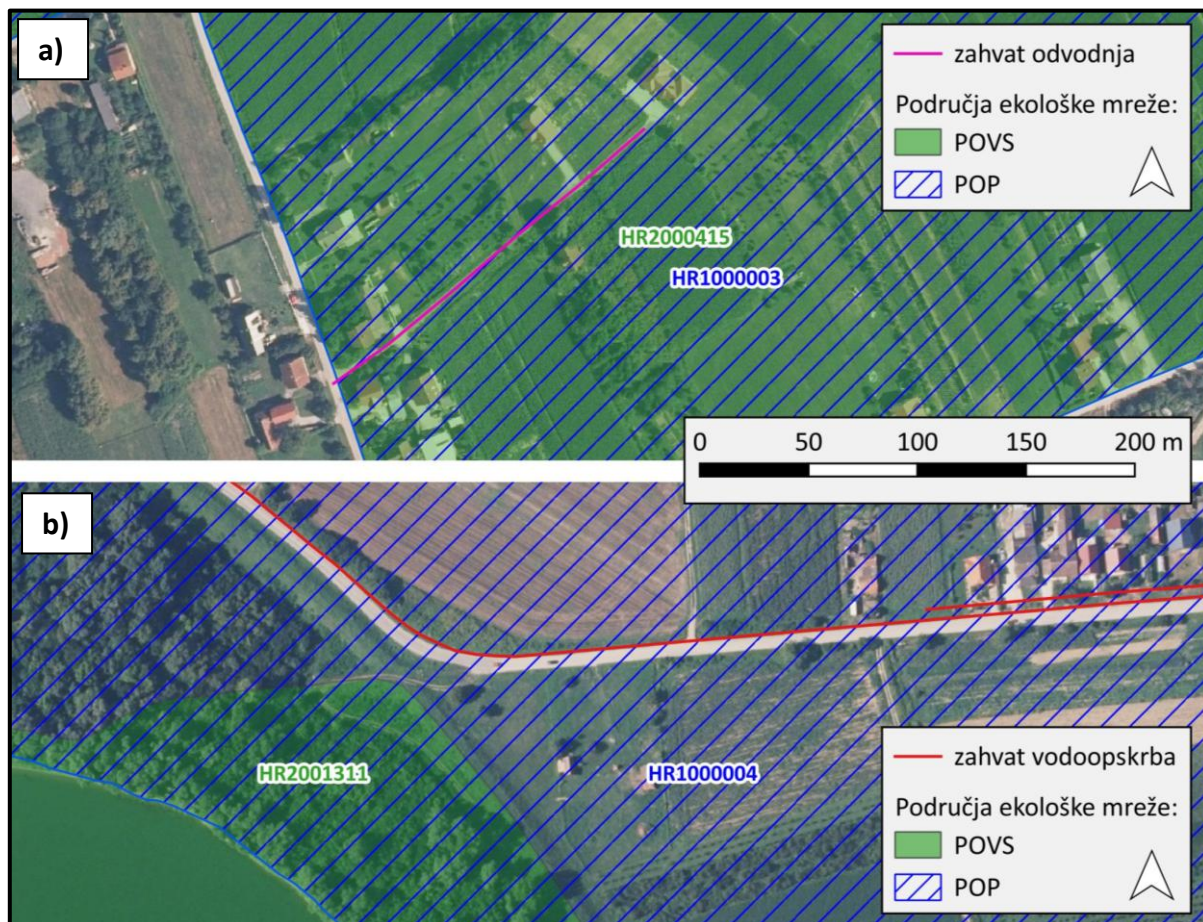 a)
zahvat odvodnja
Područja ekološke mreže:
POVS
POP
HR2000415
HR1000003
0 50 100 150 200 m
b)
HR2001311
HR1000004
zahvat vodoopskrba
Područja ekološke mreže:
POVS
POP